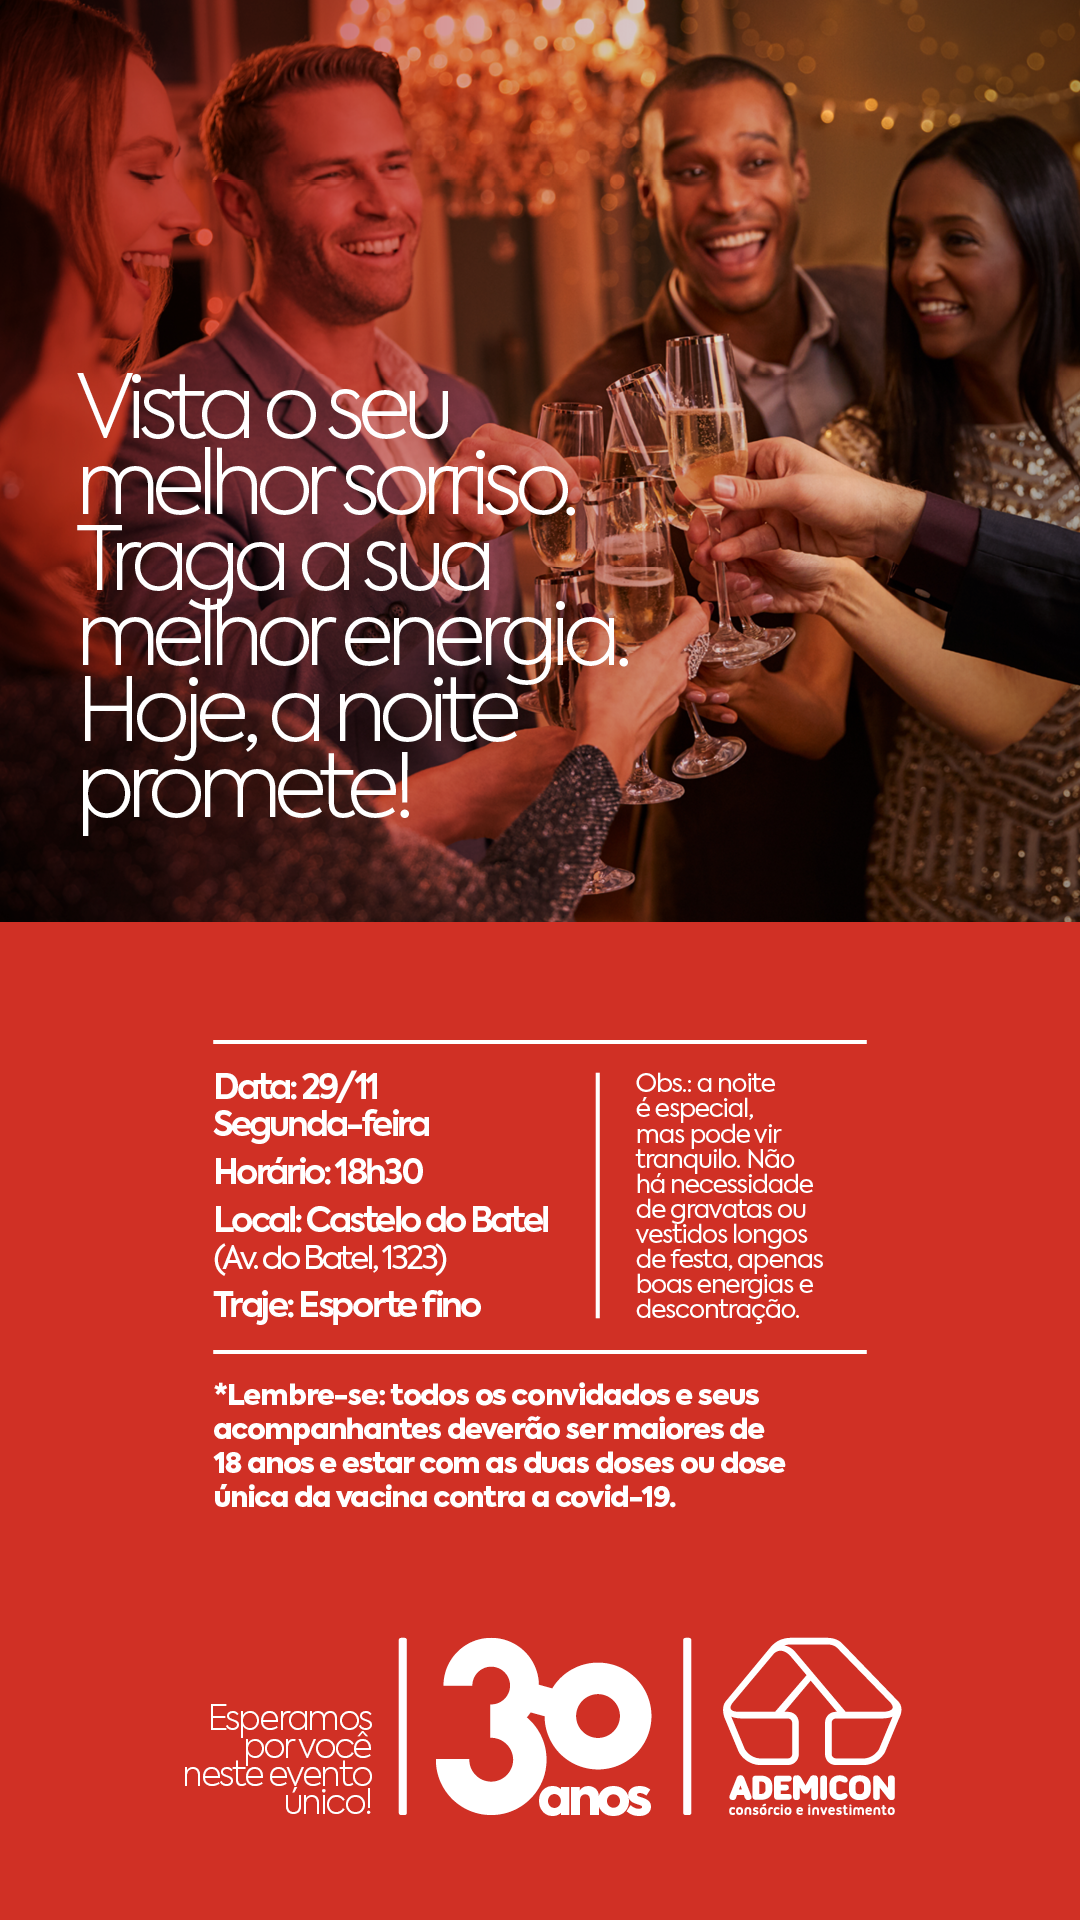 Vista o seu
melhor sorriso.
Traga a sua
melhor energia.
Hoje, a noite
promete!
Data: 29/11
Segunda-feira
Horário: 18h30
Local: Castelo do Batel
(Av. do Batel, 1323)
Traje: Esporte fino
Obs.: a noite
é especial,
mas pode vir
tranquilo. Não
há necessidade
de gravatas ou
vestidos longos
de festa, apenas
boas energias e
descontração.
*Lembre-se: todos os convidados e seus
acompanhantes deverão ser maiores de
18 anos e estar com as duas doses ou dose
única da vacina contra a covid-19.
Esperamos
por você
neste evento
único!
30
anos
ADEMICON
consórcio e investimento